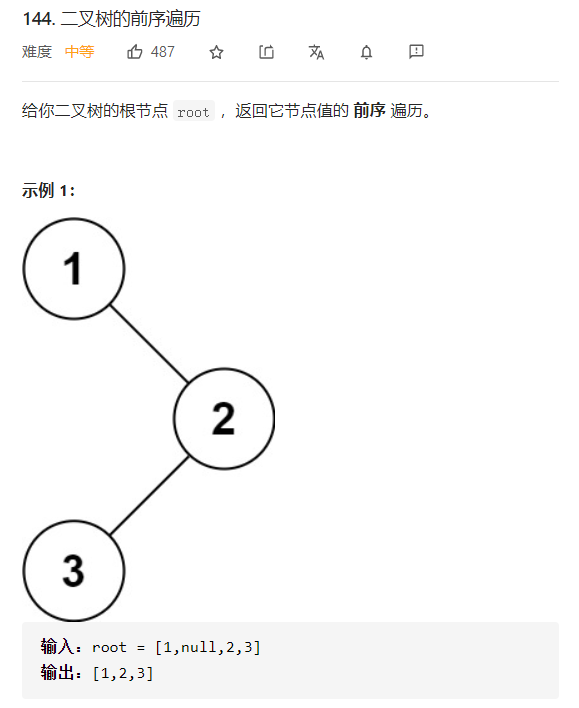 144. 二叉树的前序遍历
难度 中等 487
给你二叉树的根节点 root ，返回它节点值的 前序 遍历。
示例 1：
1
2
3
输入：root = [1,null,2,3]
输出：[1,2,3]